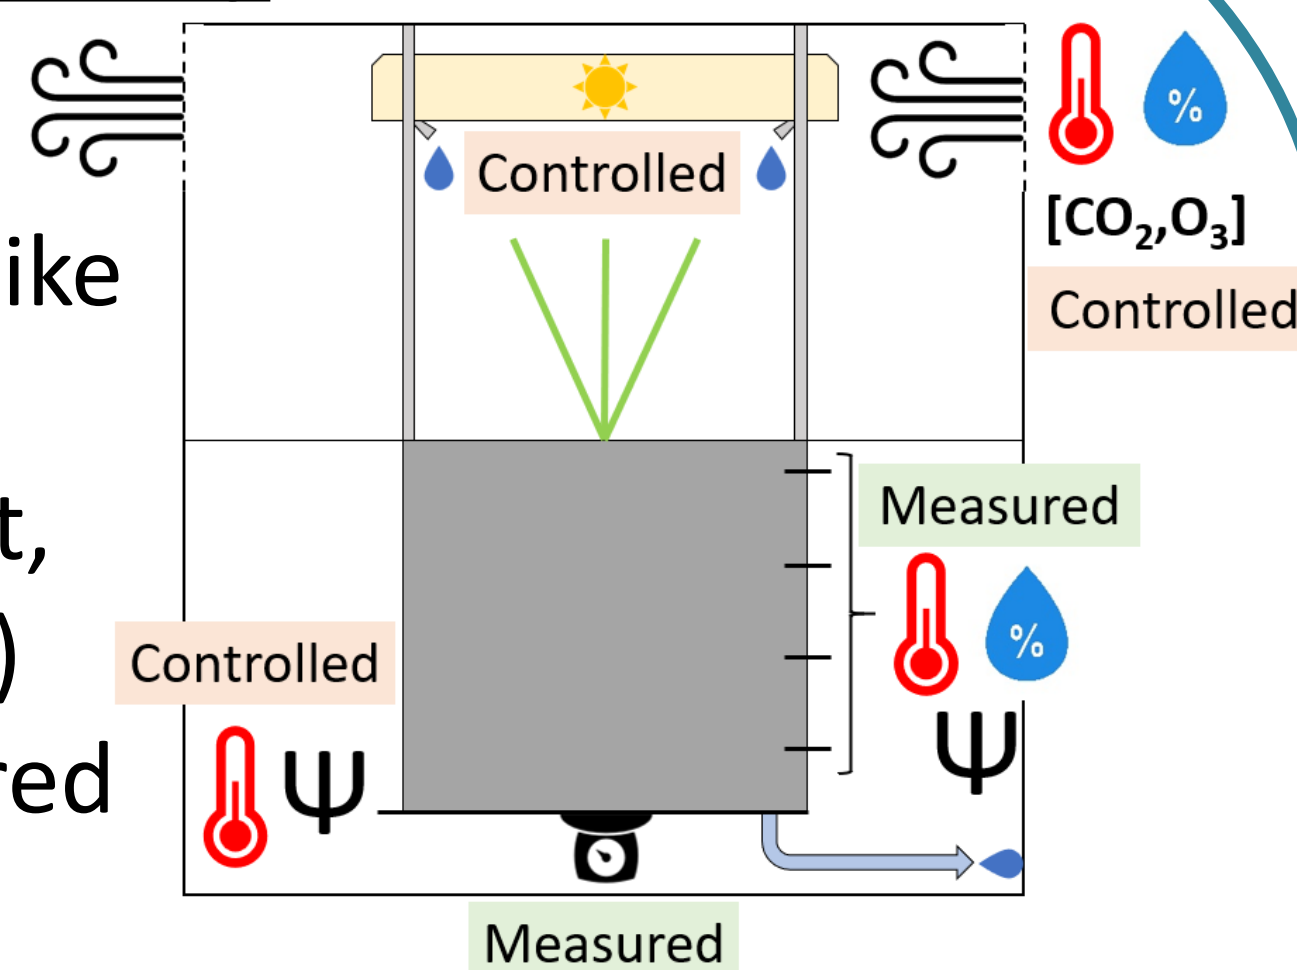 Controlled
%
[CO₂,O₃]
Controlled
ike
t,
)
red
Measured
%
Ψ
Controlled
Ψ
Measured